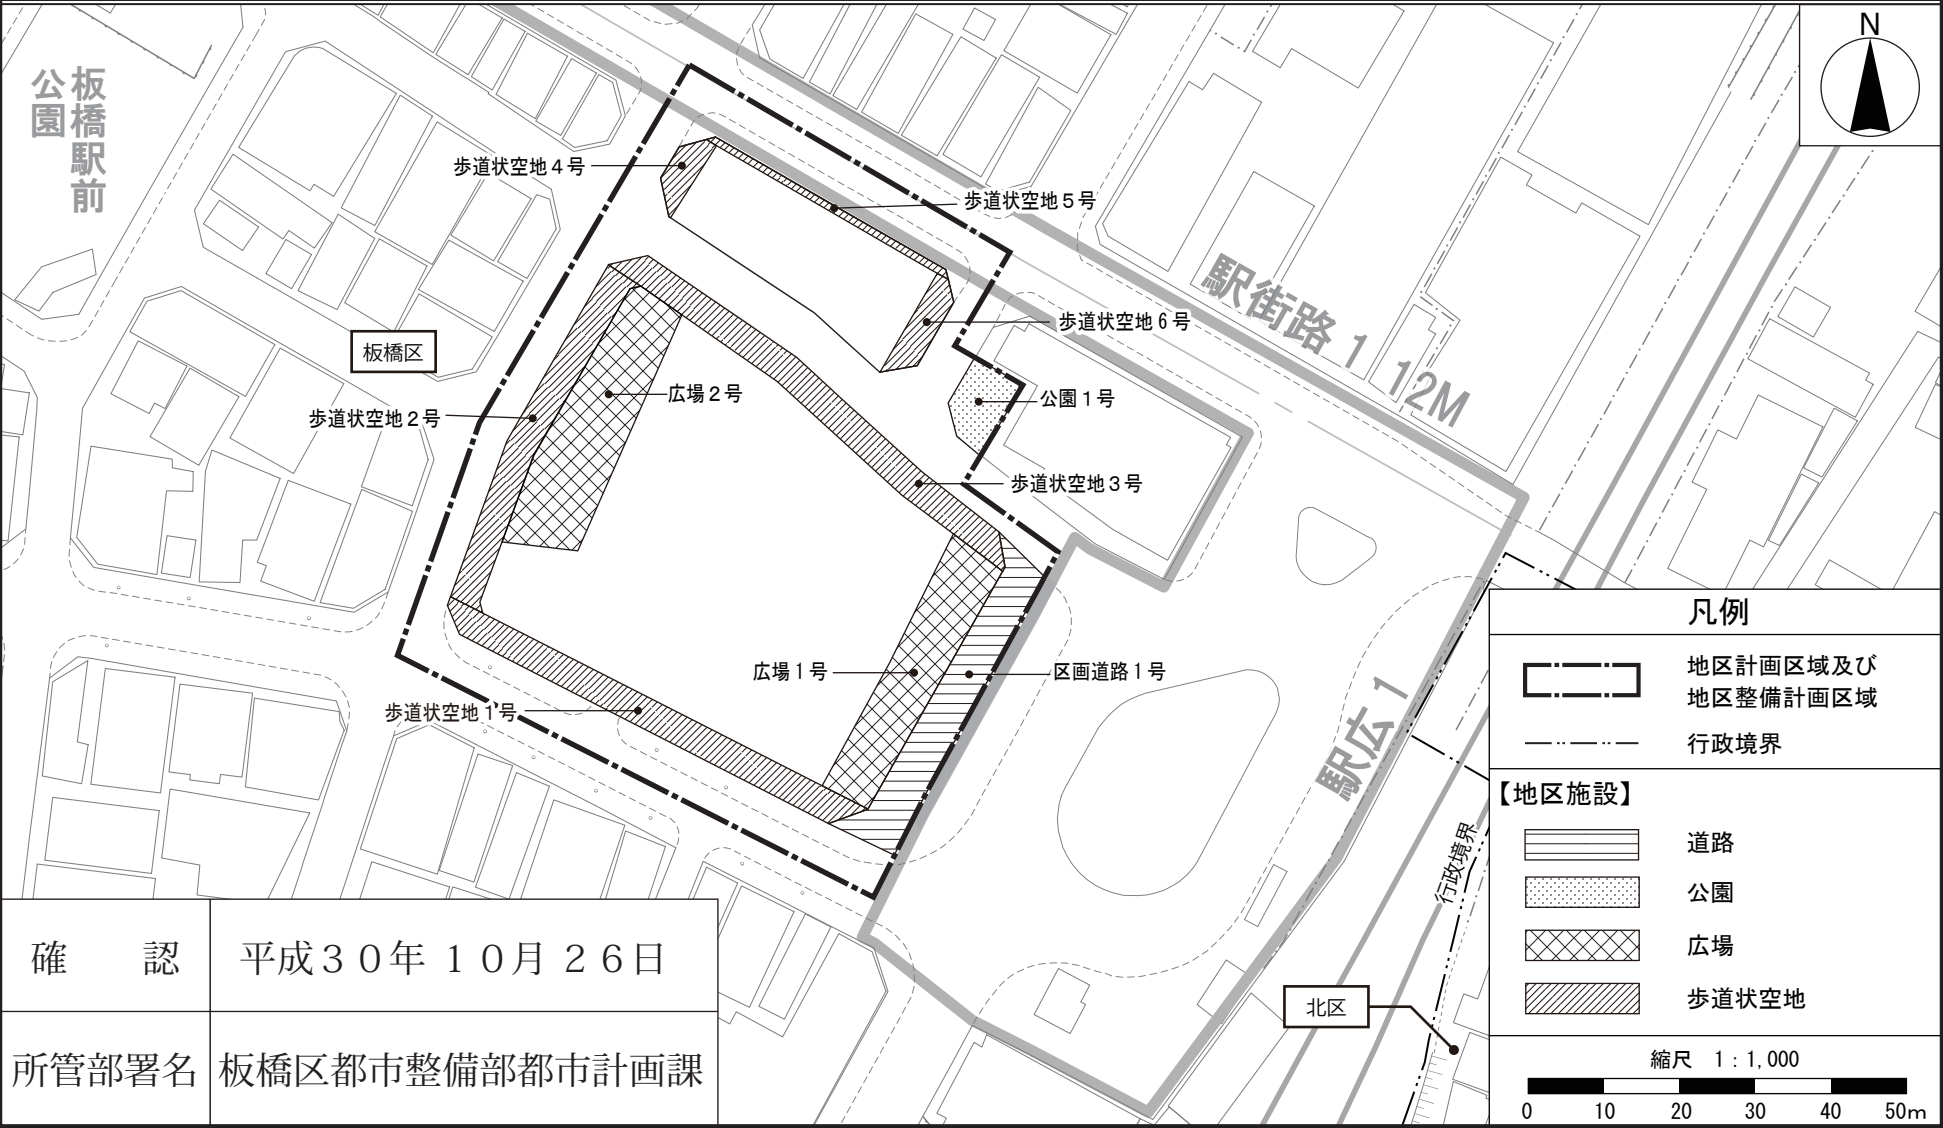 N
板橋駅前
公園
歩道状空地4号
歩道状空地5号
駅街路1 12M
歩道状空地6号
板橋区
広場2号
公園1号
歩道状空地2号
歩道状空地3号
広場1号
区画道路1号
歩道状空地1号
駅広1
行政境界
北区
凡例
地区計画区域及び
地区整備計画区域
行政境界
【地区施設】
道路
公園
広場
歩道状空地
縮尺 1:1,000
0 10 20 30 40 50m
確 認 平成30年 10月 26日
所管部署名 板橋区都市整備部都市計画課